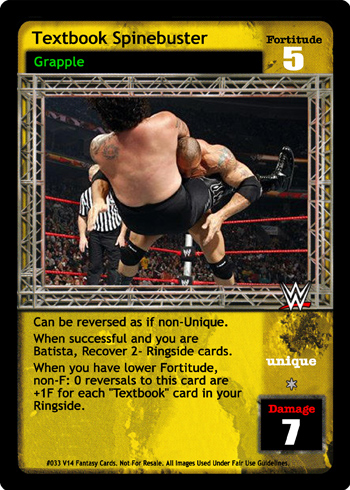 Textbook Spinebuster
Fortitude
5
Grapple
W
Can be reversed as if non-Unique.
When successful and you are
Batista, Recover 2- Ringside cards.
When you have lower Fortitude,
non-F: 0 reversals to this card are
+1F for each "Textbook" card in your
Ringside.
unique
Damage
7
#033 V14 Fantasy Cards. Not For Resale. All Images Used Under Fair Use Guidelines.